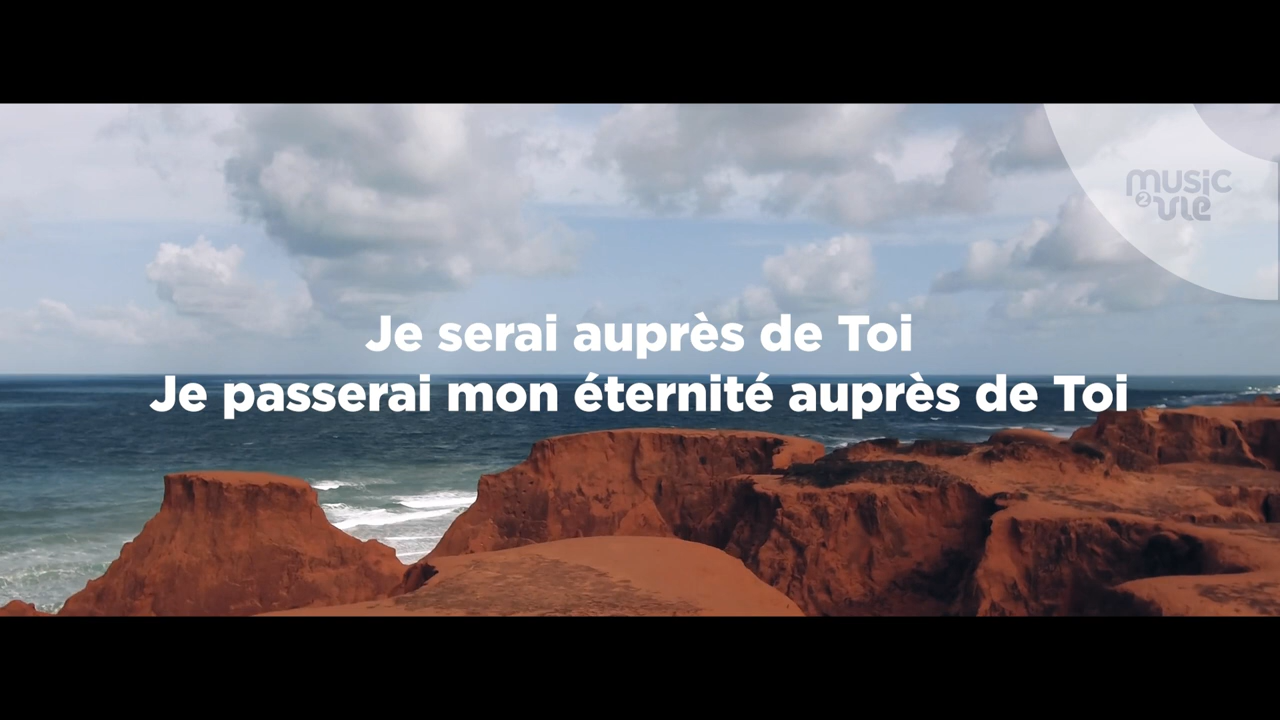 music
2 vie
Je serai auprès de Toi
Je passerai mon éternité auprès de Toi